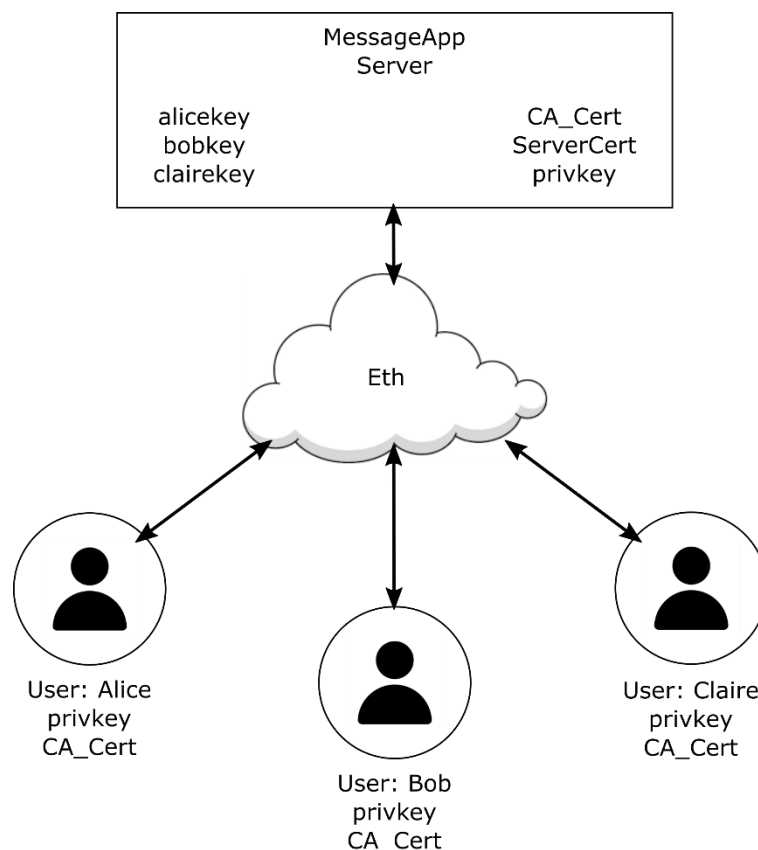 MessageApp
Server
alicekey
bobkey
clairekey
CA_Cert
ServerCert
privkey
Eth
User: Alice
privkey
CA_Cert
User: Bob
privkey
CA_Cert
User: Claire
privkey
CA_Cert